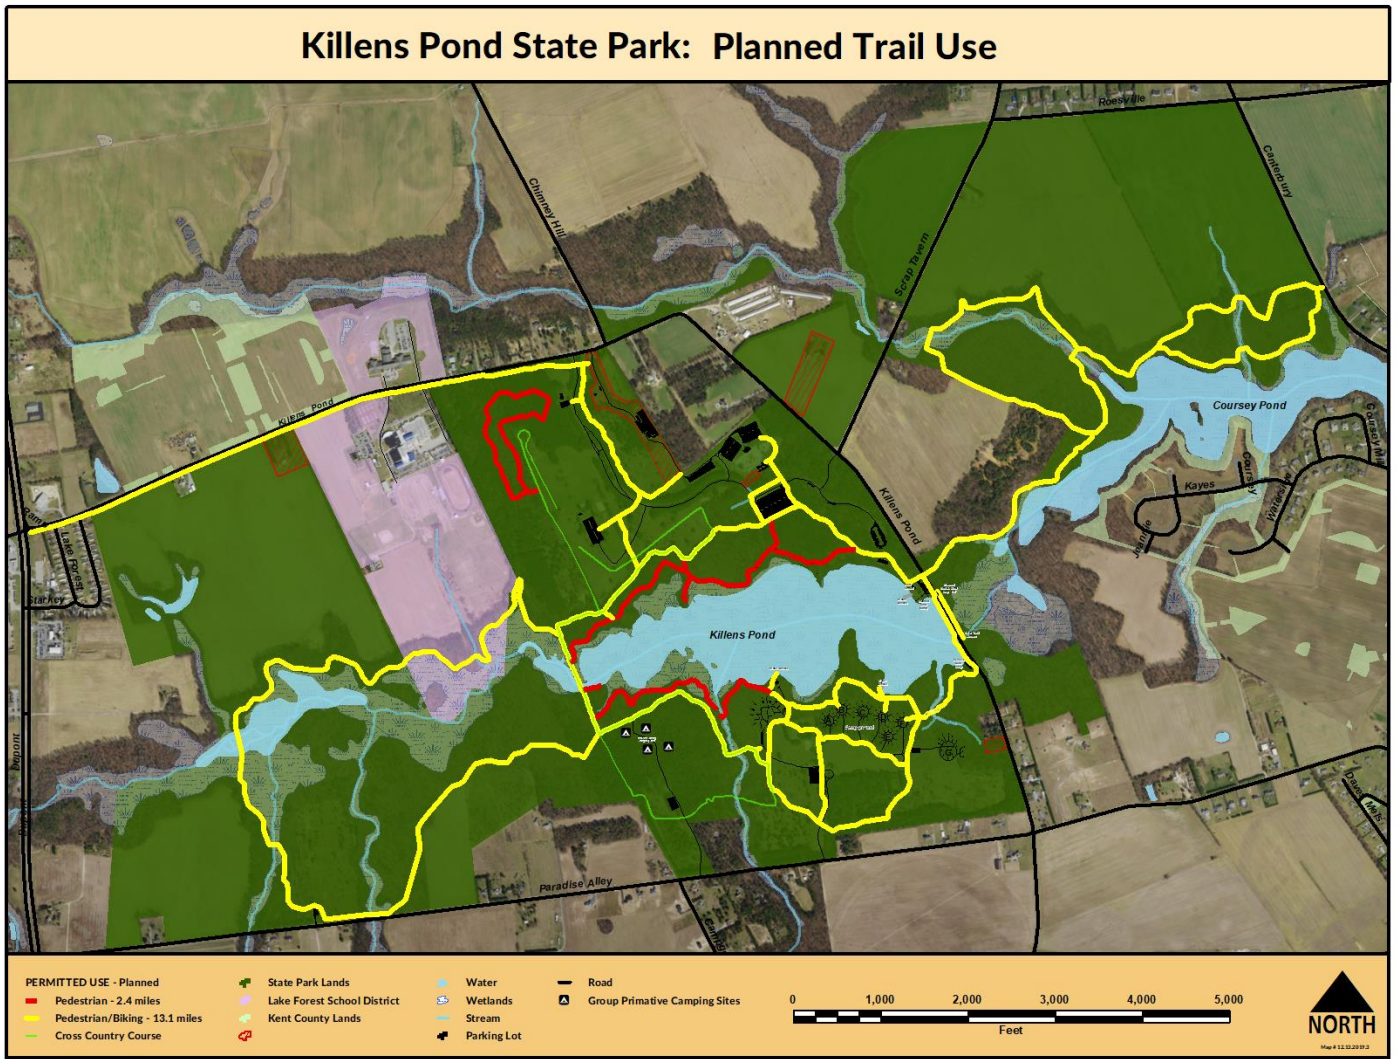 Killens Pond State Park: Planned Trail Use
Roesville
Canterbury
Chimney Hill
Scrap Tavern
Killens Pond
Coursey Pond
Kayes
Jeannie
Killens Pond
Lake Forest
Starkey
Killens Pond
Paradise Alley
Dupont
PERMITTED USE - Planned
Pedestrian - 2.4 miles
Pedestrian/Biking - 13.1 miles
Cross Country Course
State Park Lands
Lake Forest School District
Kent County Lands
Water
Wetlands
Stream
Parking Lot
Road
Group Primative Camping Sites
0 1,000 2,000 3,000 4,000 5,000
Feet
NORTH